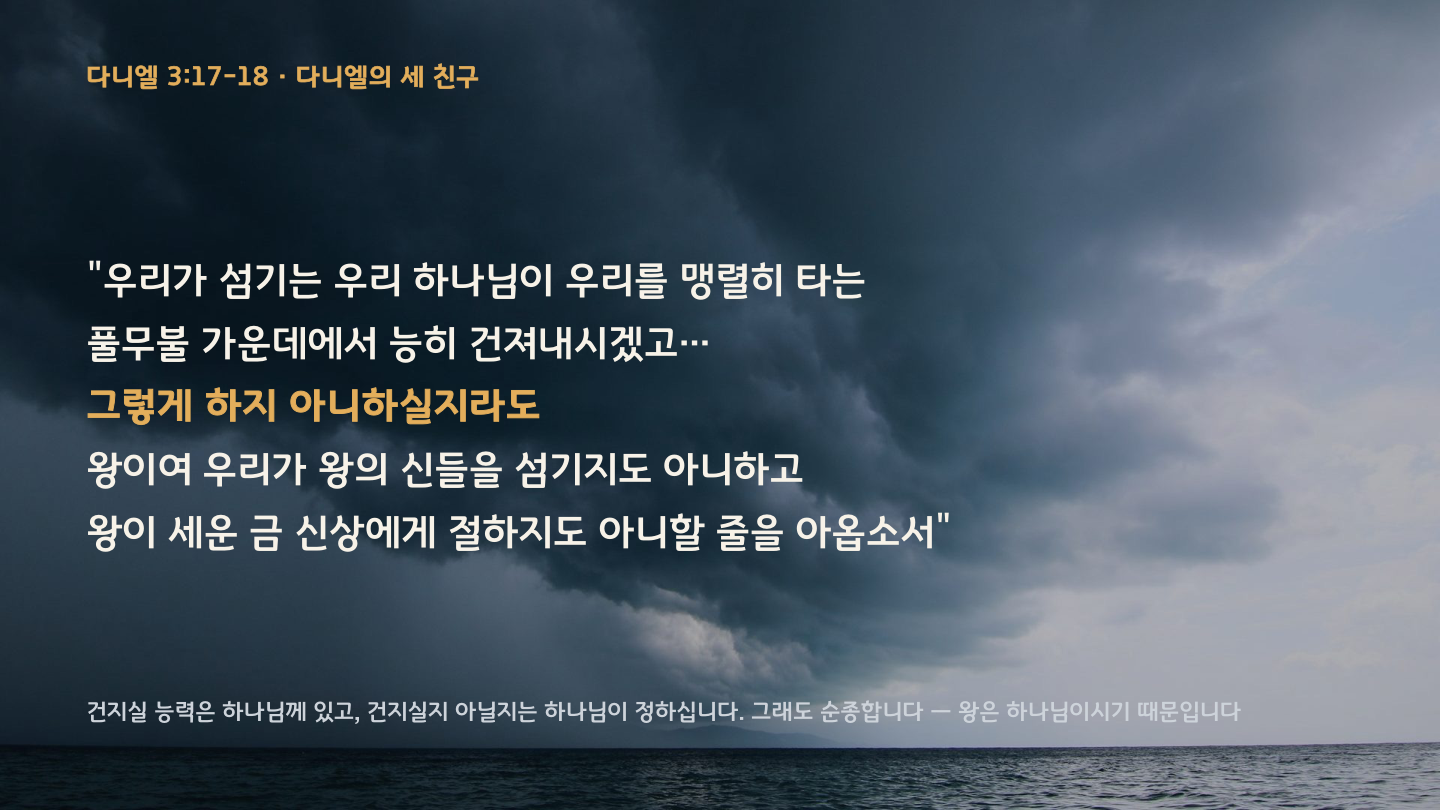 다니엘 3:17-18 · 다니엘의 세 친구
"우리가 섬기는 우리 하나님이 우리를 맹렬히 타는
풀무불 가운데에서 능히 건져내시겠고…
그렇게 하지 아니하실지라도
왕이여 우리가 왕의 신들을 섬기지도 아니하고
왕이 세운 금 신상에게 절하지도 아니할 줄을 아옵소서"
건지실 능력은 하나님께 있고, 건지실지 아닐지는 하나님이 정하십니다. 그래도 순종합니다 — 왕은 하나님이시기 때문입니다